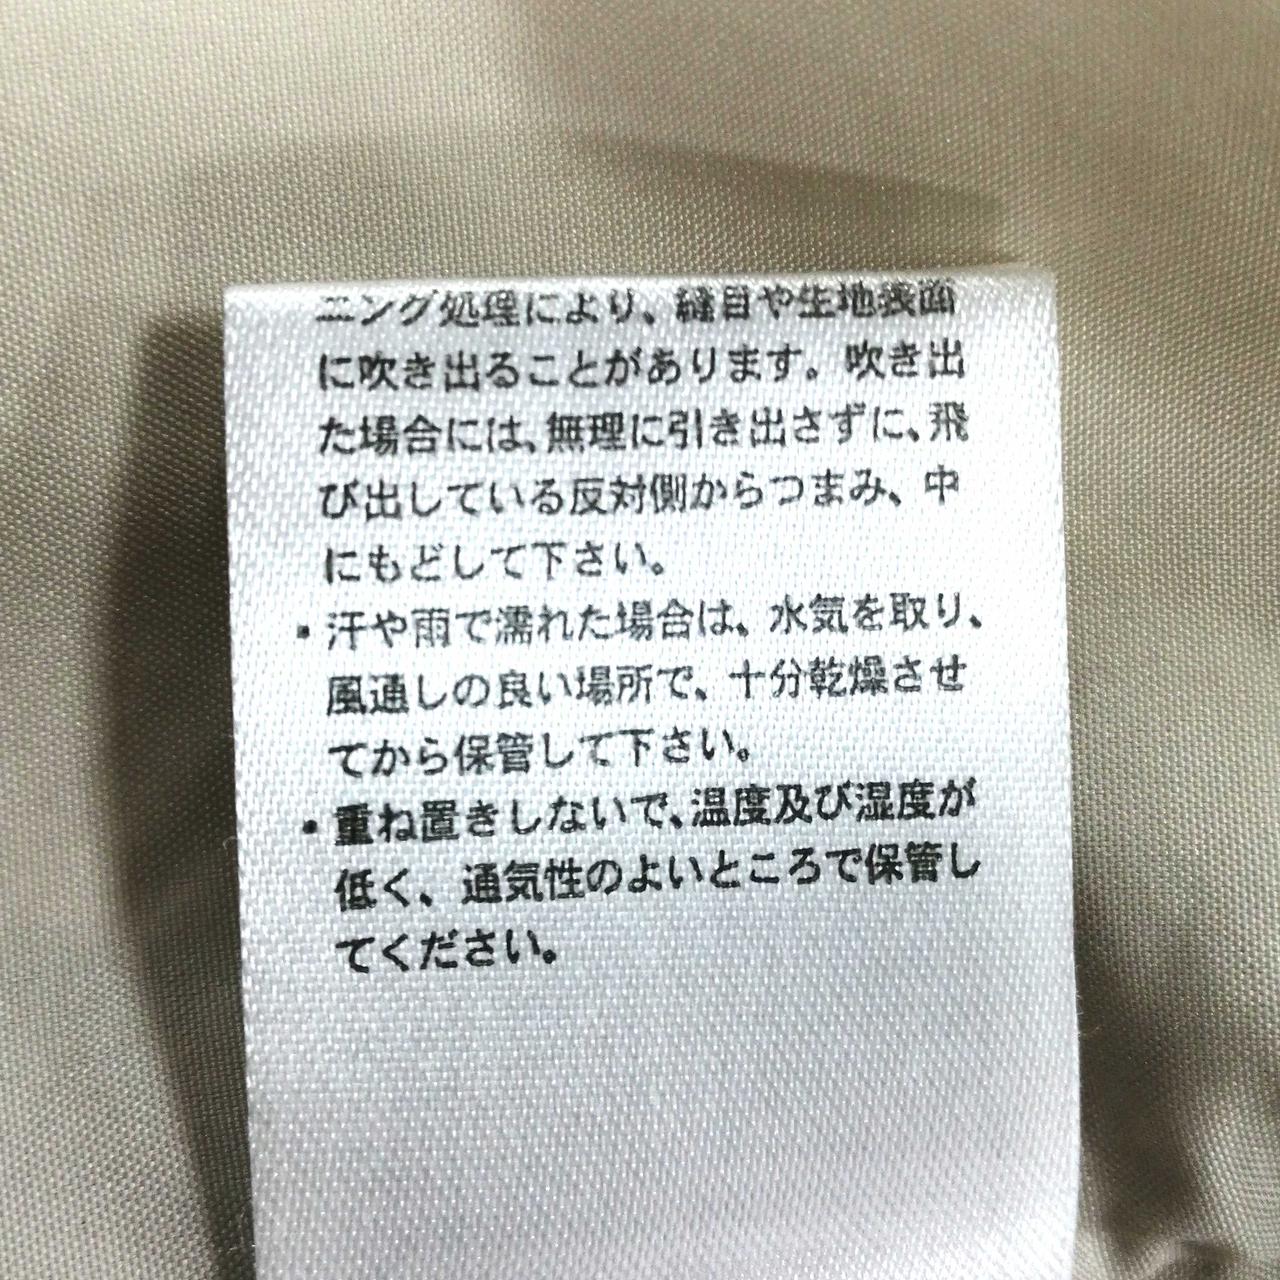 ニング処理により、縫目や生地表面
に吹き出ることがあります。吹き出
た場合には、無理に引き出さずに、飛
び出している反対側からつまみ、中
にもどして下さい。
・汗や雨で濡れた場合は、水気を取り、
風通しの良い場所で、十分乾燥させ
てから保管して下さい。
・重ね置きしないで、温度及び湿度が
低く、通気性のよいところで保管し
てください。